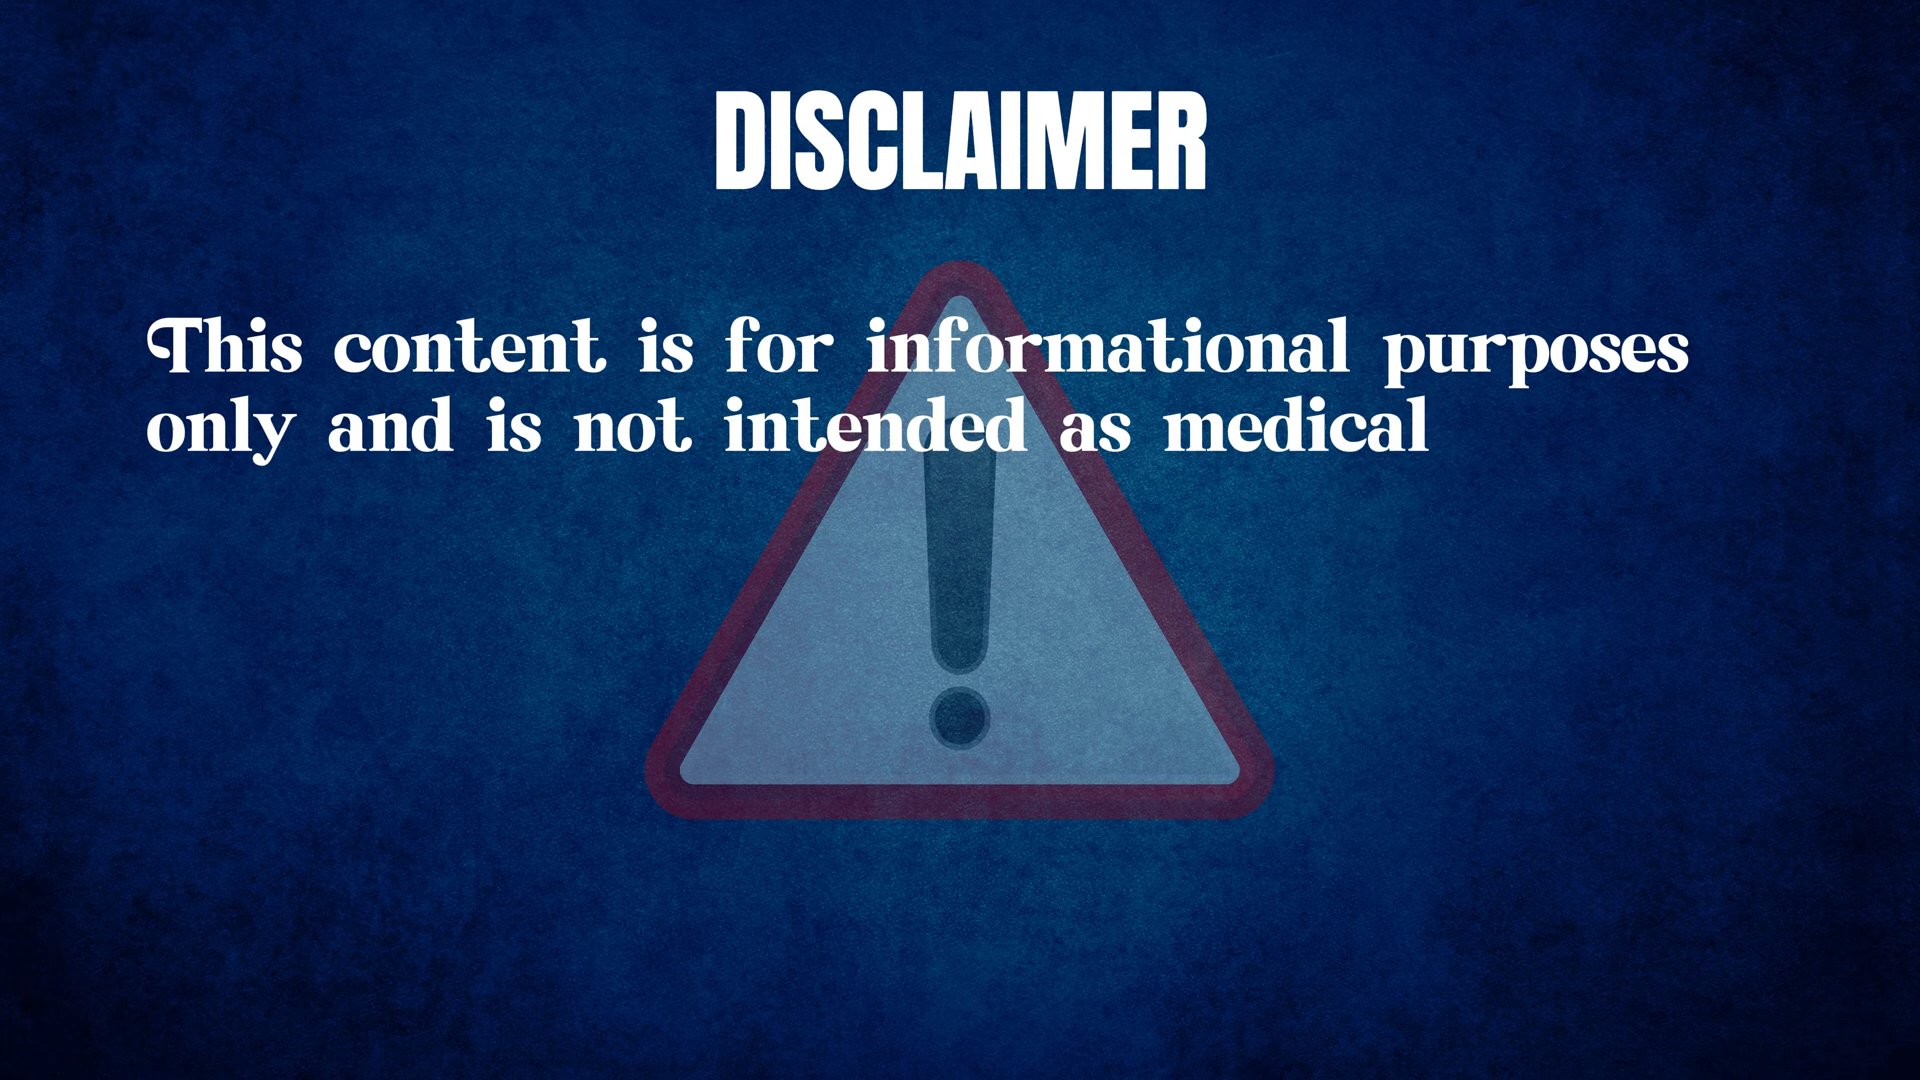 DISCLAIMER
This content is for informational purposes
only and is not intended as medical